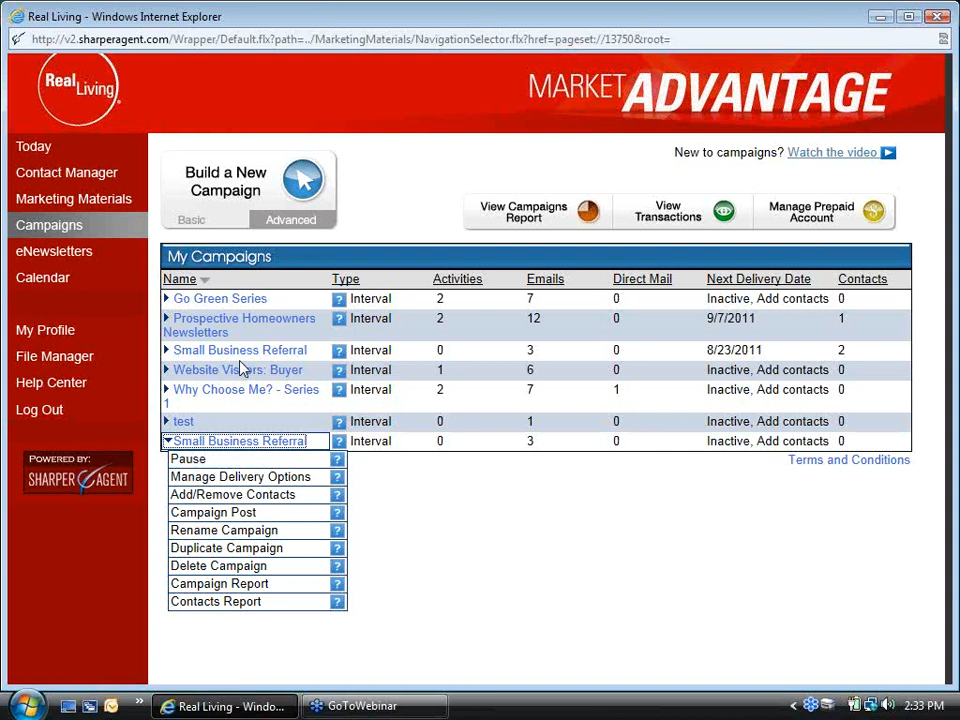 Real Living - Windows Internet Explorer
http://v2.sharperagent.com/Wrapper/Default.flx?path=../MarketingMaterials/NavigationSelector.flx?href=pageset://13750&root=
Real Living®
MARKET ADVANTAGE
Today
Contact Manager
Marketing Materials
Campaigns
eNewsletters
Calendar
My Profile
File Manager
Help Center
Log Out
POWERED BY:
SHARPER AGENT
New to campaigns? Watch the video
Build a New
Campaign
Basic
Advanced
View Campaigns
Report
View
Transactions
Manage Prepaid
Account
My Campaigns
Name Type Activities Emails Direct Mail Next Delivery Date Contacts
Go Green Series ? Interval 2 7 0 Inactive, Add contacts 0
Prospective Homeowners ? Interval 2 12 0 9/7/2011 1
Newsletters
Small Business Referral ? Interval 0 3 0 8/23/2011 2
Website Visitors: Buyer ? Interval 1 6 0 Inactive, Add contacts 0
Why Choose Me? - Series ? Interval 2 7 1 Inactive, Add contacts 0
1
test ? Interval 0 1 0 Inactive, Add contacts 0
Small Business Referral ? Interval 0 3 0 Inactive, Add contacts 0
Terms and Conditions
Pause ?
Manage Delivery Options ?
Add/Remove Contacts ?
Campaign Post ?
Rename Campaign ?
Duplicate Campaign ?
Delete Campaign ?
Campaign Report ?
Contacts Report ?
Real Living - Windo...
GoToWebinar
2:33 PM